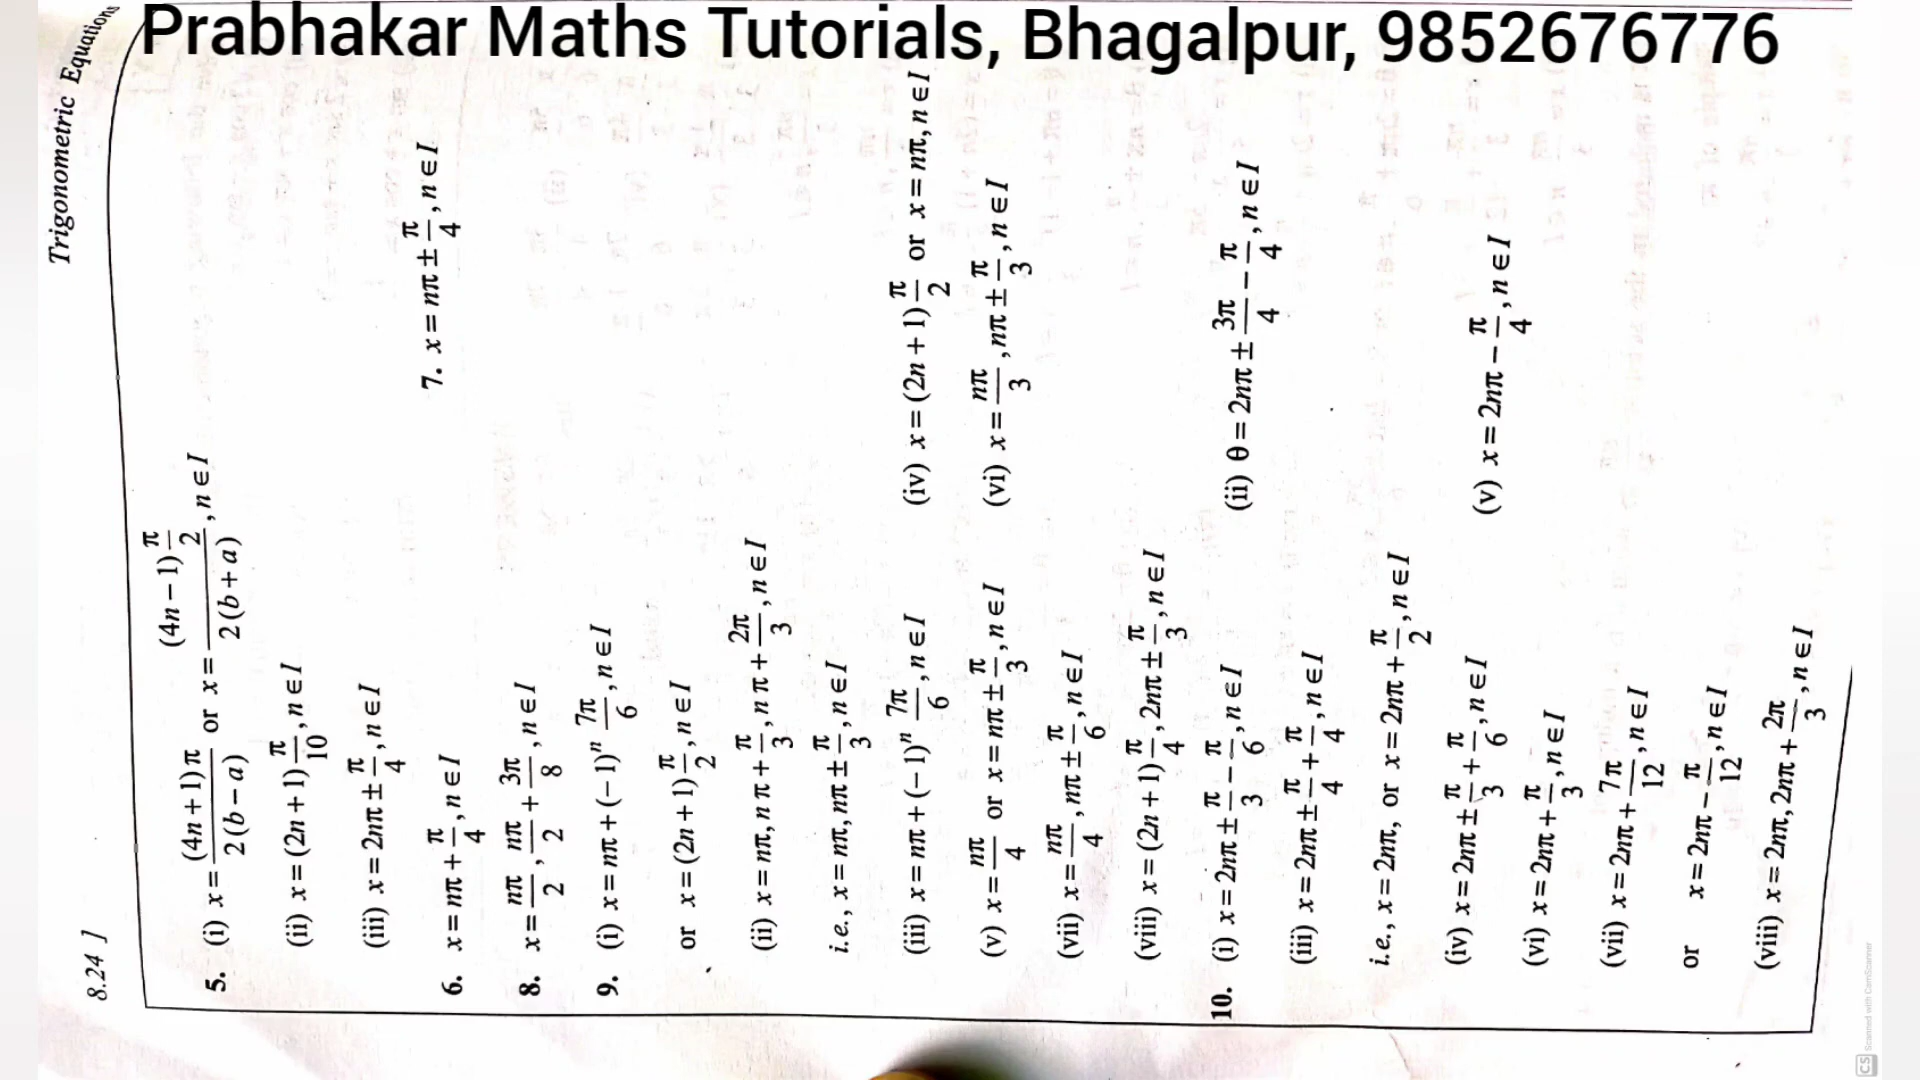 Prabhakar Maths Tutorials, Bhagalpur, 9852676776
8.24 ] Trigonometric Equations
5. (i) x = (4n + 1)π / 2(b − a) or x = (4n − 1) π/2 / 2(b + a), n ∈ I
(ii) x = (2n + 1) π/10, n ∈ I
(iii) x = 2nπ ± π/4, n ∈ I
6. x = nπ + π/4, n ∈ I 7. x = nπ ± π/4, n ∈ I
8. x = nπ/2, nπ/2 + 3π/8, n ∈ I
9. (i) x = nπ + (− 1)ⁿ 7π/6, n ∈ I
or x = (2n + 1) π/2, n ∈ I
(ii) x = nπ, n π + π/3, n π + 2π/3, n ∈ I
i.e., x = nπ, nπ ± π/3, n ∈ I
(iii) x = nπ + (− 1)ⁿ 7π/6, n ∈ I (iv) x = (2n + 1) π/2 or x = nπ, n ∈ I
(v) x = nπ/4 or x = nπ ± π/3, n ∈ I (vi) x = nπ/3, nπ ± π/3, n ∈ I
(vii) x = nπ/4, nπ ± π/6, n ∈ I
(viii) x = (2n + 1) π/4, 2nπ ± π/3, n ∈ I
10. (i) x = 2nπ ± π/3 − π/6, n ∈ I (ii) θ = 2nπ ± 3π/4 − π/4, n ∈ I
(iii) x = 2nπ ± π/4 + π/4, n ∈ I
i.e., x = 2nπ, or x = 2nπ + π/2, n ∈ I
(iv) x = 2nπ ± π/3 + π/6, n ∈ I (v) x = 2nπ − π/4, n ∈ I
(vi) x = 2nπ + π/3, n ∈ I
(vii) x = 2nπ + 7π/12, n ∈ I
or x = 2nπ − π/12, n ∈ I
(viii) x = 2nπ, 2nπ + 2π/3, n ∈ I
CS Scanned with CamScanner